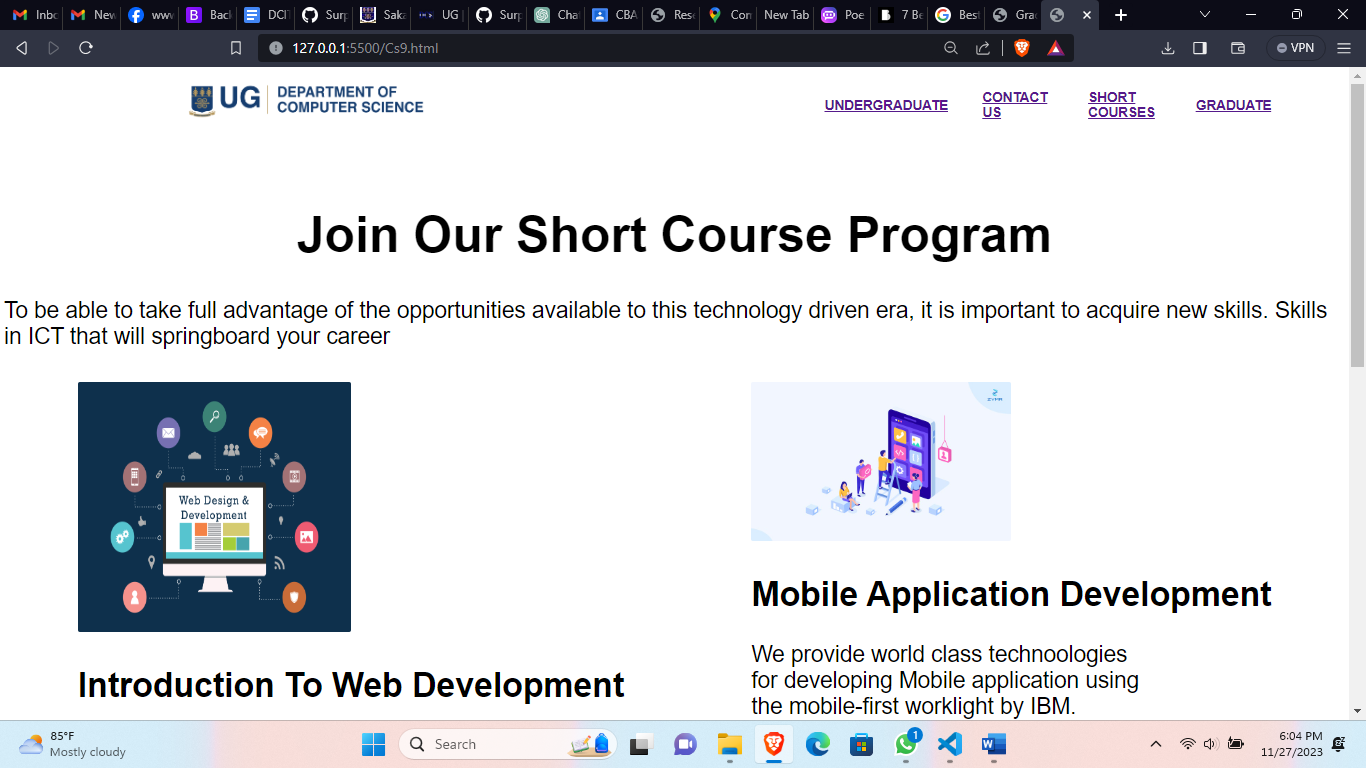 Inbo
New
www
Back
DCIT
Surp
Saka
UG
Surp
Chat
CBA
Rese
Con
New Tab
Poe
7 Be
Best
Grad
127.0.0.1:5500/Cs9.html
VPN
UG DEPARTMENT OF
COMPUTER SCIENCE
UNDERGRADUATE
CONTACT
US
SHORT
COURSES
GRADUATE
Join Our Short Course Program
To be able to take full advantage of the opportunities available to this technology driven era, it is important to acquire new skills. Skills
in ICT that will springboard your career
Web Design &
Development
Introduction To Web Development
ZYMR
Mobile Application Development
We provide world class technoologies
for developing Mobile application using
the mobile-first worklight by IBM.
85°F
Mostly cloudy
Search
1
6:04 PM
11/27/2023